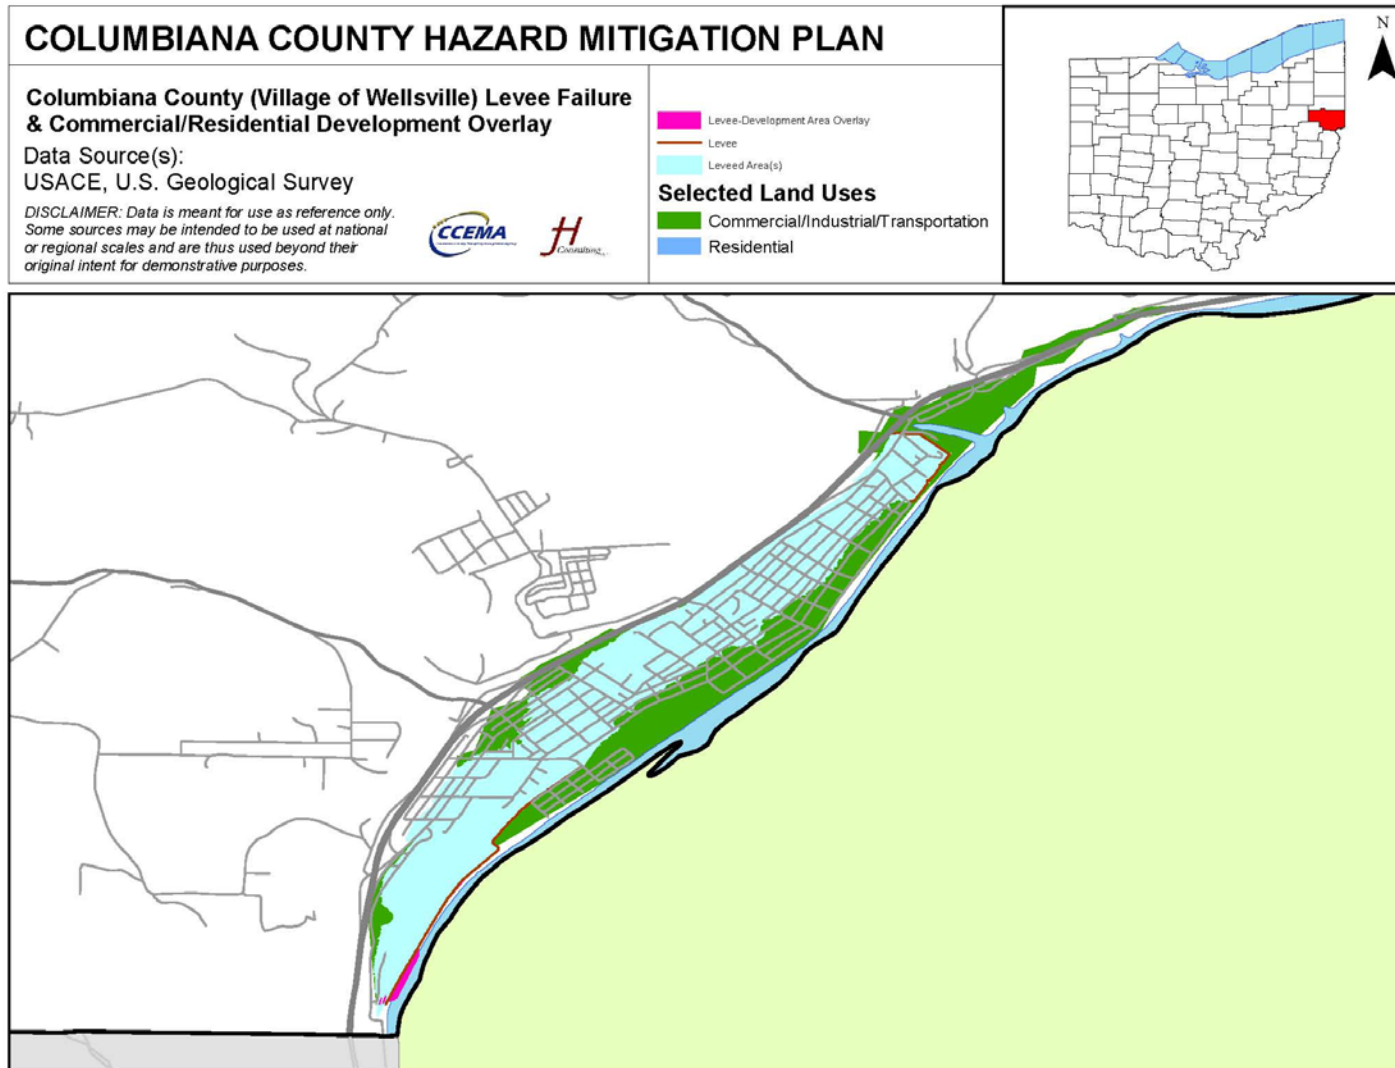 COLUMBIANA COUNTY HAZARD MITIGATION PLAN
Columbiana County (Village of Wellsville) Levee Failure
& Commercial/Residential Development Overlay
Data Source(s):
USACE, U.S. Geological Survey
DISCLAIMER: Data is meant for use as reference only.
Some sources may be intended to be used at national
or regional scales and are thus used beyond their
original intent for demonstrative purposes.
CCEMA
JH
Consulting
Levee-Development Area Overlay
Levee
Leveed Area(s)
Selected Land Uses
Commercial/Industrial/Transportation
Residential
N